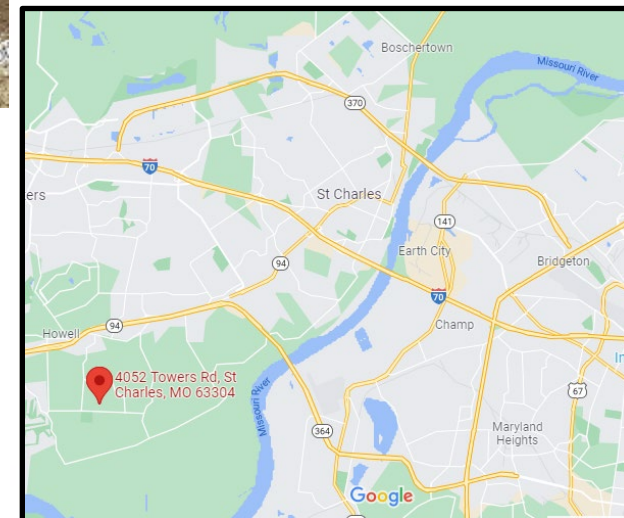 Boschertown
Missouri River
370
70
ers
St Charles
141
94
Earth City
Bridgeton
70
94
Champ
Howell
4052 Towers Rd, St
Charles, MO 63304
67
Missouri River
Maryland
Heights
364
Google